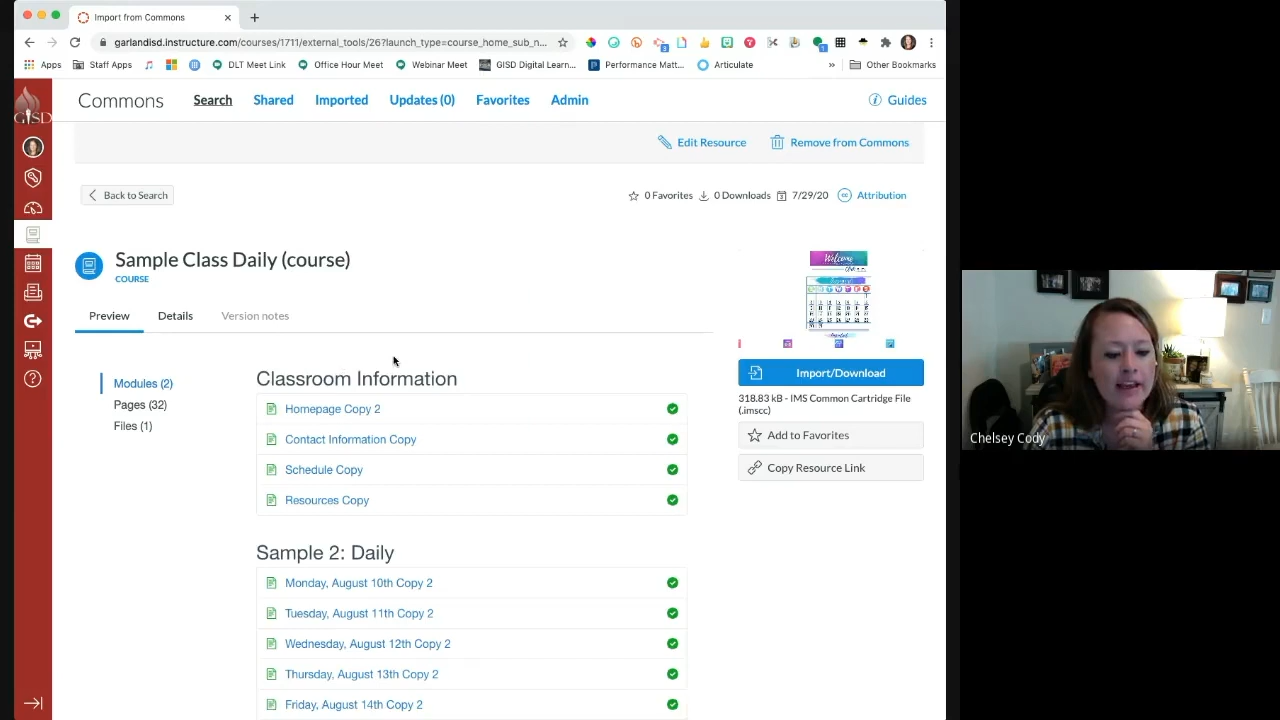 Import from Commons
garlandisd.instructure.com/courses/1711/external_tools/26?launch_type=course_home_sub_n...
Apps Staff Apps DLT Meet Link Office Hour Meet Webinar Meet GISD Digital Learn... Performance Matt... Articulate » Other Bookmarks
GISD
Commons Search Shared Imported Updates (0) Favorites Admin Guides
Edit Resource Remove from Commons
Back to Search 0 Favorites 0 Downloads 7/29/20 Attribution
Sample Class Daily (course)
COURSE
Welcome
Preview Details Version notes
Import/Download
318.83 kB - IMS Common Cartridge File
(.imscc)
Add to Favorites
Copy Resource Link
Modules (2)
Pages (32)
Files (1)
Classroom Information
Homepage Copy 2
Contact Information Copy
Schedule Copy
Resources Copy
Sample 2: Daily
Monday, August 10th Copy 2
Tuesday, August 11th Copy 2
Wednesday, August 12th Copy 2
Thursday, August 13th Copy 2
Friday, August 14th Copy 2
Chelsey Cody